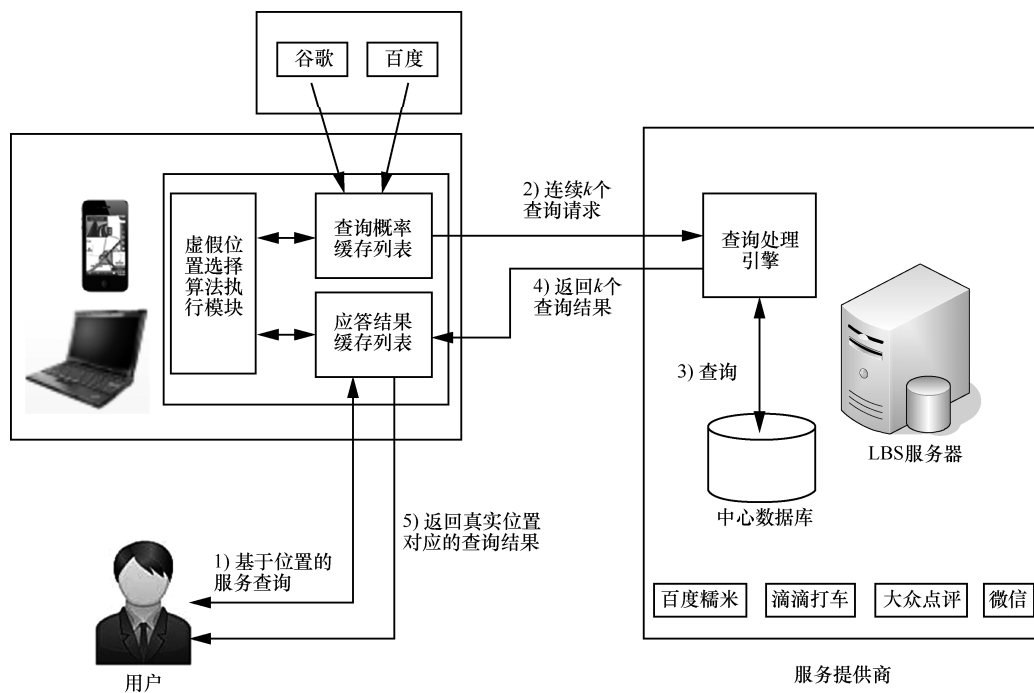 谷歌
百度
2) 连续k个
查询请求
虚假位
置选择
算法执
行模块
查询概率
缓存列表
查询处理
引擎
4) 返回k个
查询结果
应答结果
缓存列表
3) 查询
LBS服务器
中心数据库
5) 返回真实位置
对应的查询结果
1) 基于位置的
服务查询
百度糯米
滴滴打车
大众点评
微信
服务提供商
用户